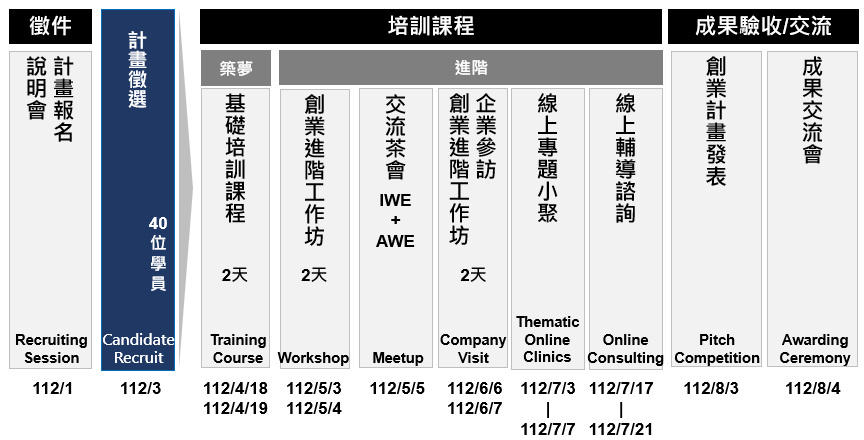 徵件
培訓課程
成果驗收/交流
築夢
進階
計畫報名
說明會
Recruiting
Session
112/1
計畫徵選
40
位學員
Candidate
Recruit
112/3
基礎培訓課程
2天
Training
Course
112/4/18
112/4/19
創業進階工作坊
2天
Workshop
112/5/3
112/5/4
交流茶會
IWE
+
AWE
Meetup
112/5/5
企業參訪
創業進階工作坊
2天
Company
Visit
112/6/6
112/6/7
線上專題小聚
Thematic
Online
Clinics
112/7/3
|
112/7/7
線上輔導諮詢
Online
Consulting
112/7/17
|
112/7/21
創業計畫發表
Pitch
Competition
112/8/3
成果交流會
Awarding
Ceremony
112/8/4